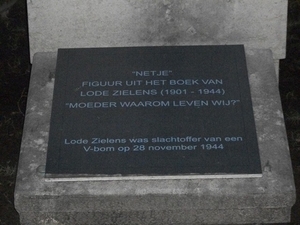 "NETJE"
FIGUUR UIT HET BOEK VAN
LODE ZIELENS (1901 - 1944)
"MOEDER WAAROM LEVEN WIJ?"
Lode Zielens was slachtoffer van een
V-bom op 28 november 1944